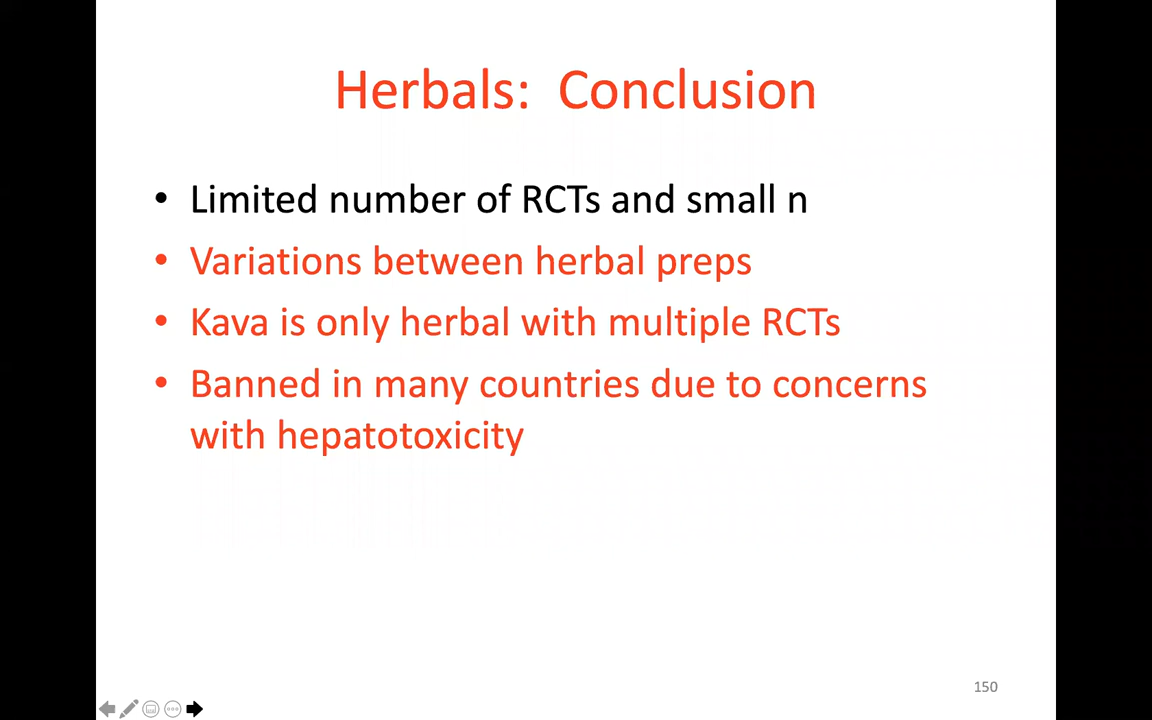 Herbals: Conclusion
• Limited number of RCTs and small n
• Variations between herbal preps
• Kava is only herbal with multiple RCTs
• Banned in many countries due to concerns
with hepatotoxicity
150